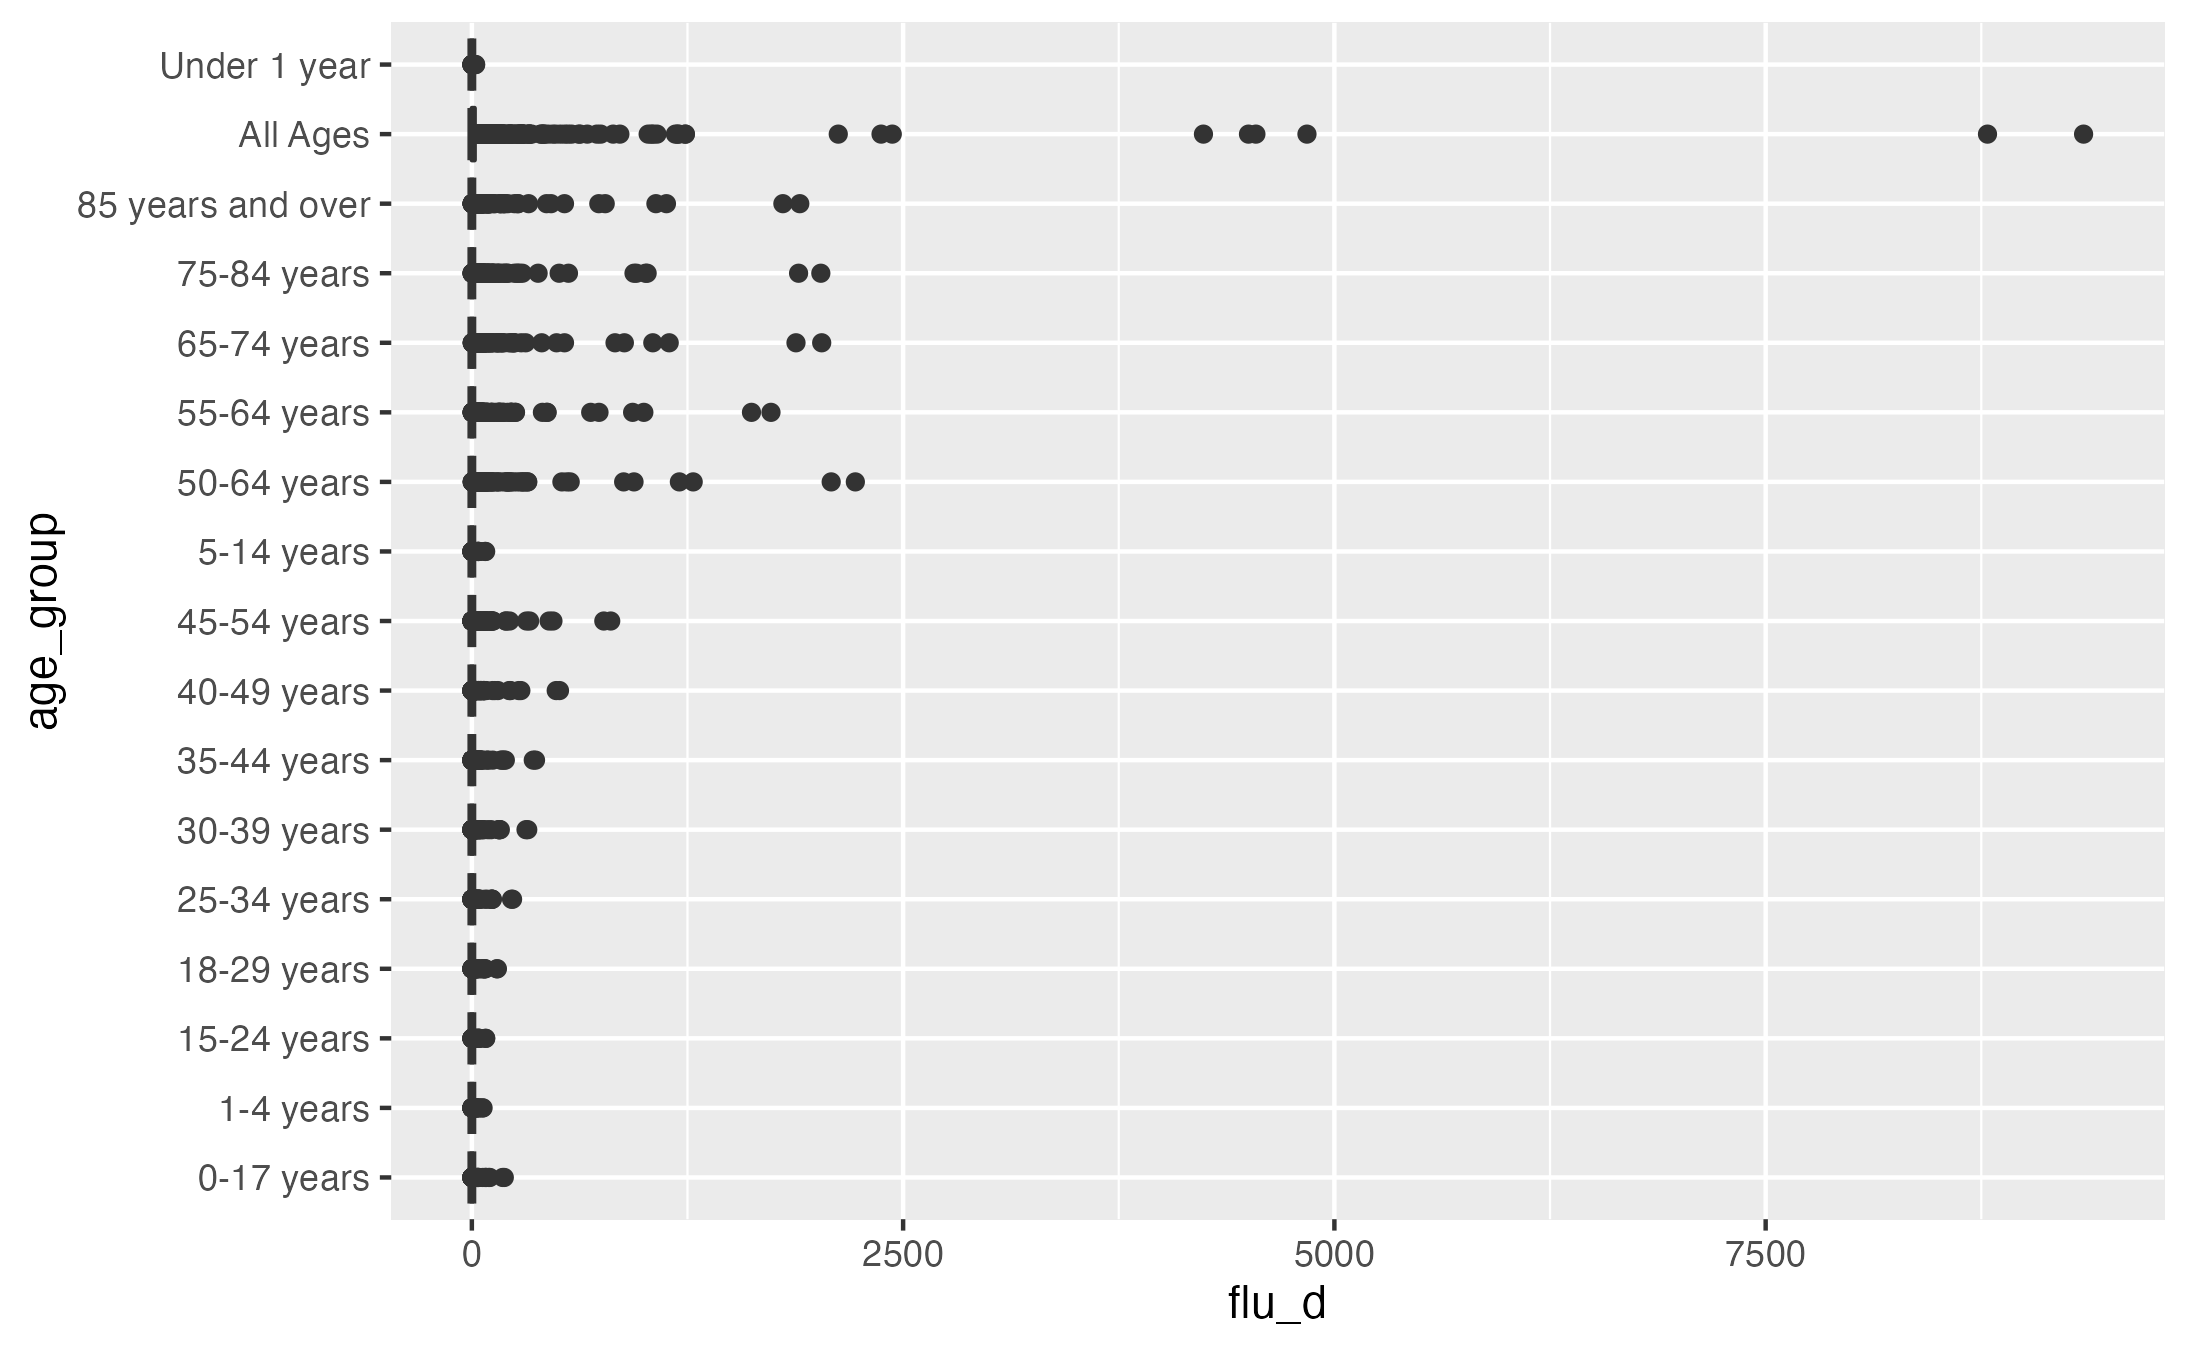 Under 1 year
All Ages
85 years and over
75-84 years
65-74 years
55-64 years
50-64 years
5-14 years
45-54 years
40-49 years
35-44 years
30-39 years
25-34 years
18-29 years
15-24 years
1-4 years
0-17 years
age_group
0 2500 5000 7500
flu_d